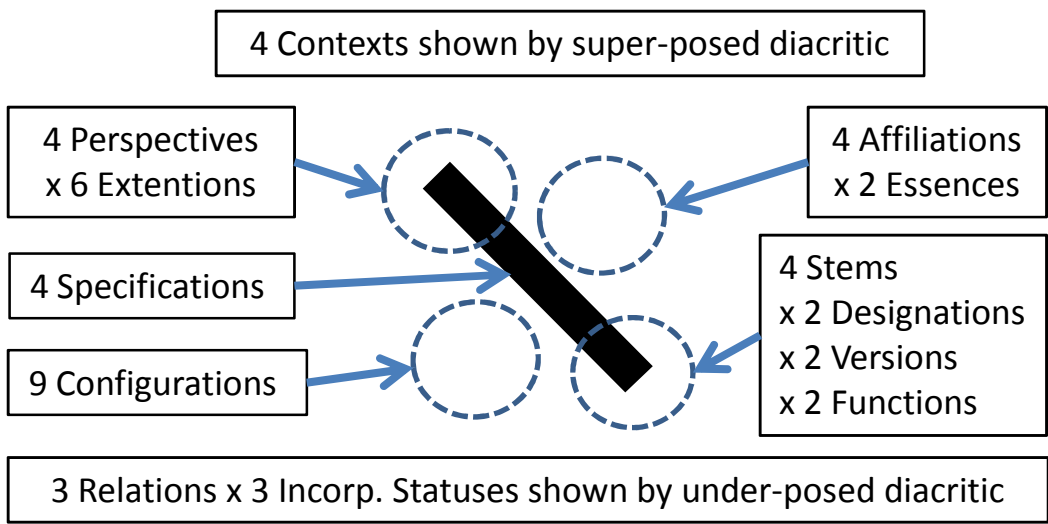 4 Contexts shown by super-posed diacritic
4 Perspectives
x 6 Extentions
4 Affiliations
x 2 Essences
4 Specifications
4 Stems
x 2 Designations
x 2 Versions
x 2 Functions
9 Configurations
3 Relations x 3 Incorp. Statuses shown by under-posed diacritic